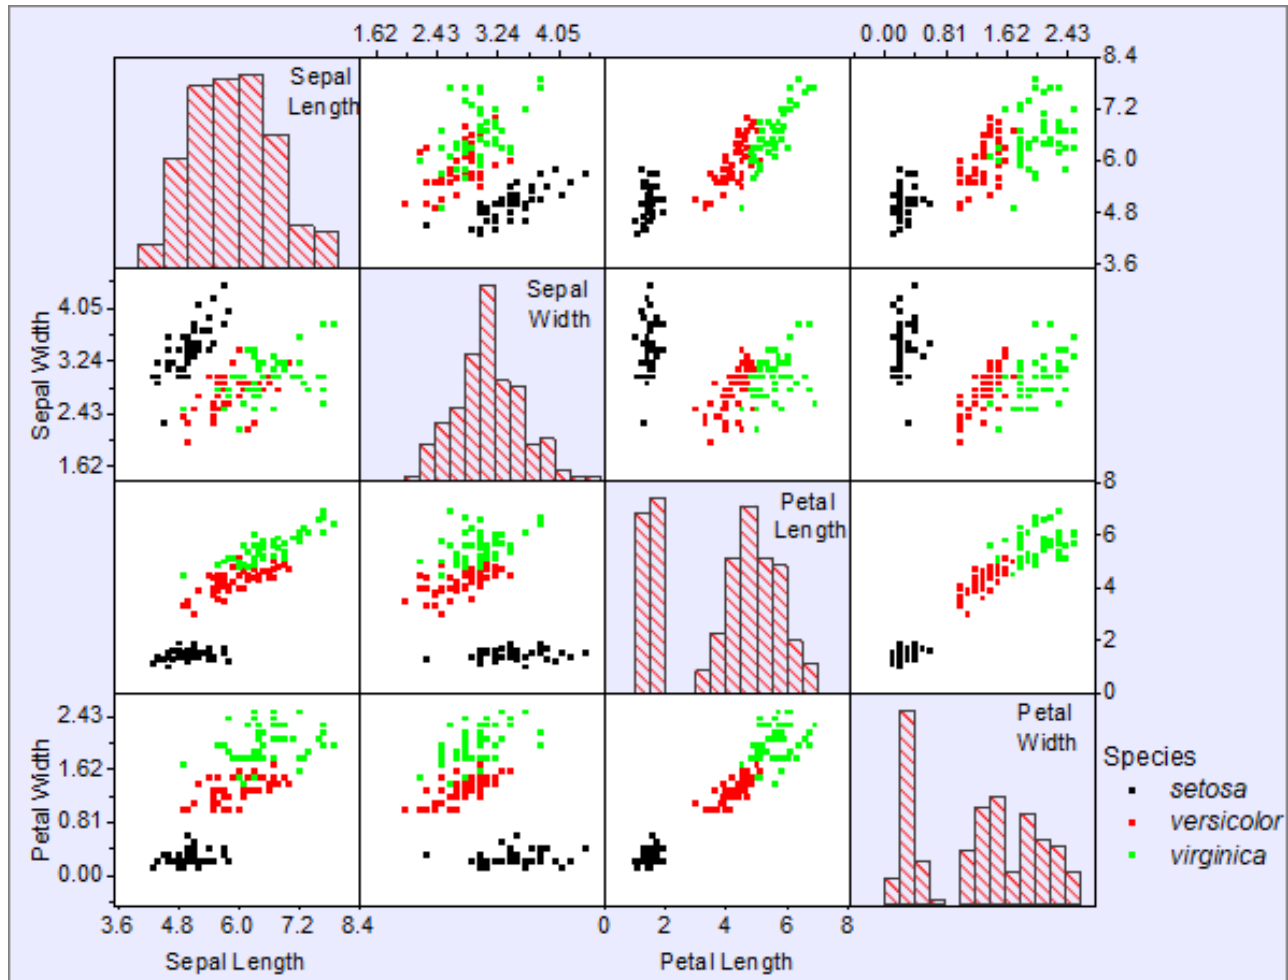 1.62 2.43 3.24 4.05 0.00 0.81 1.62 2.43
Sepal
Length
8.4
7.2
6.0
4.8
3.6
Sepal Width
4.05
3.24
2.43
1.62
Sepal
Width
Petal
Length
8
6
4
2
0
Petal Width
2.43
1.62
0.81
0.00
Petal
Width
Species
setosa
versicolor
virginica
3.6 4.8 6.0 7.2 8.4 0 2 4 6 8
Sepal Length Petal Length